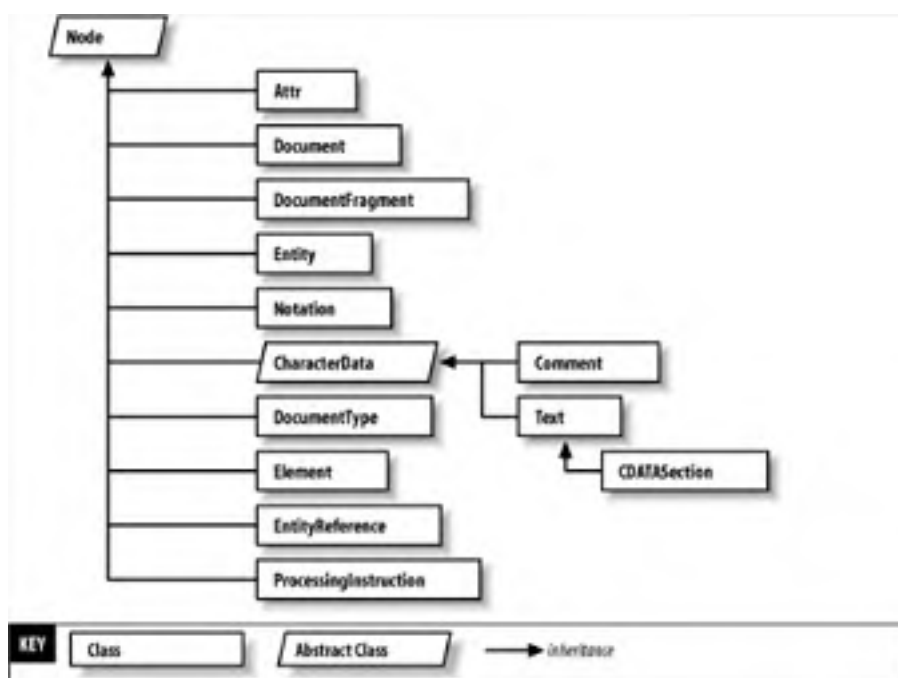 Node
Attr
Document
DocumentFragment
Entity
Notation
CharacterData
Comment
DocumentType
Text
Element
CDATASection
EntityReference
ProcessingInstruction
KEY
Class
Abstract Class
inheritance